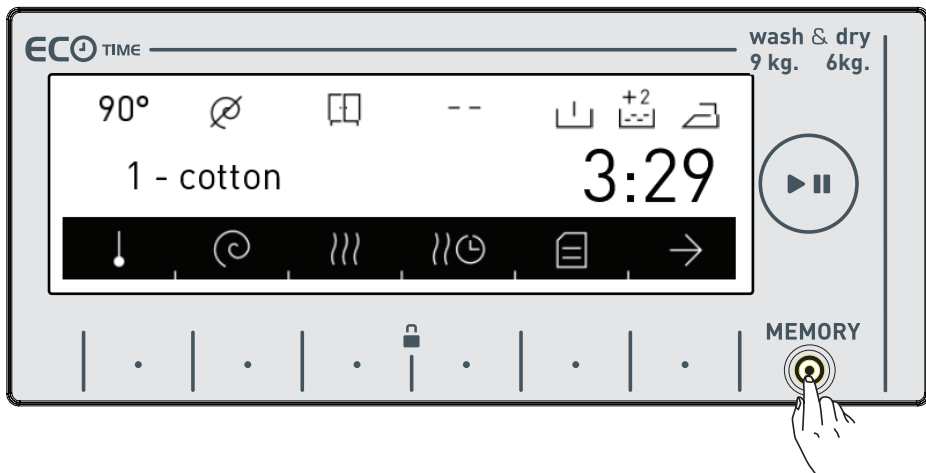 ECO TIME
wash & dry
9 kg. 6kg.
90° -- +2
1 - cotton 3:29
MEMORY